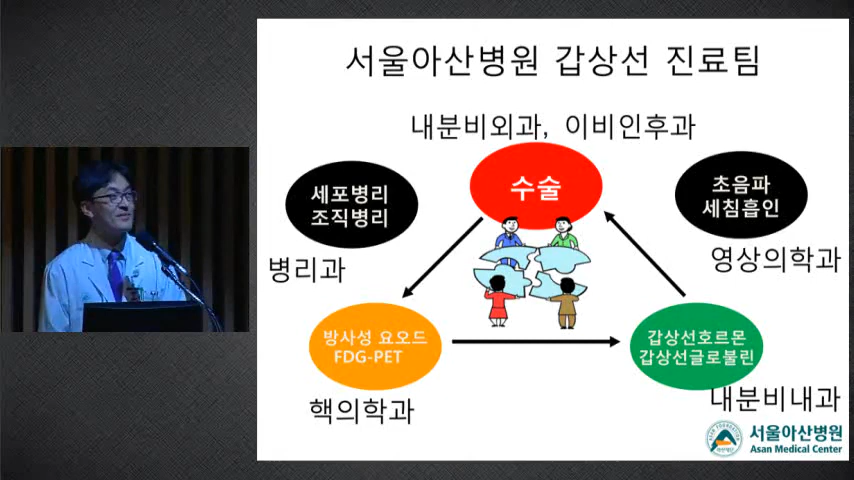 서울아산병원 갑상선 진료팀
내분비외과, 이비인후과
수술
세포병리
조직병리
병리과
초음파
세침흡인
영상의학과
방사성 요오드
FDG-PET
핵의학과
갑상선호르몬
갑상선글로불린
내분비내과
서울아산병원
Asan Medical Center